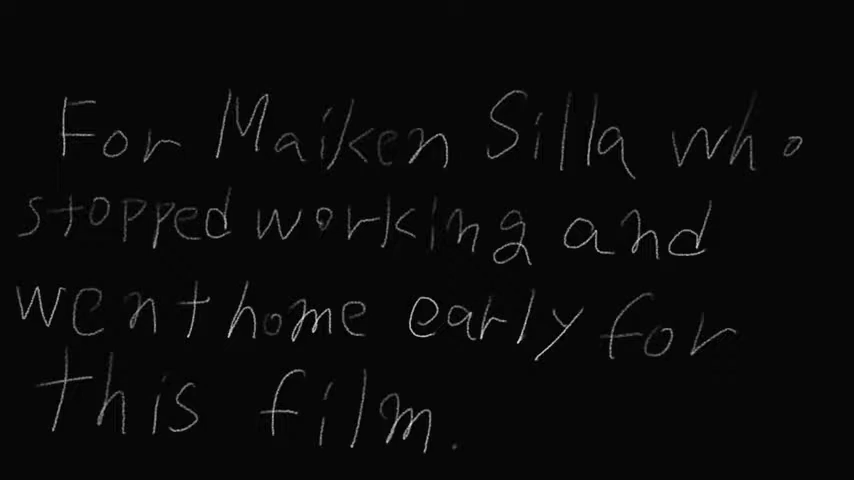 For Maiken Silla who
stopped working and
went home early for
this film.